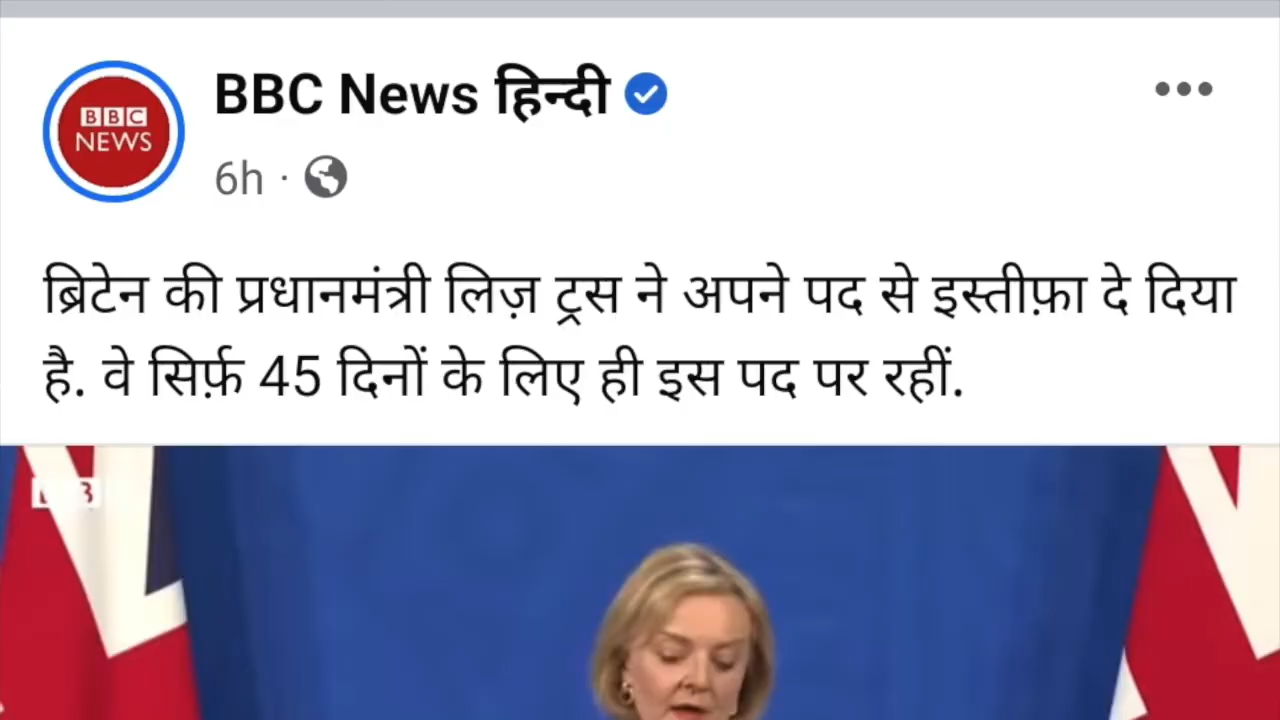 BBC
NEWS
BBC News हिन्दी
6h ·
ब्रिटेन की प्रधानमंत्री लिज़ ट्रस ने अपने पद से इस्तीफ़ा दे दिया
है. वे सिर्फ़ 45 दिनों के लिए ही इस पद पर रहीं.